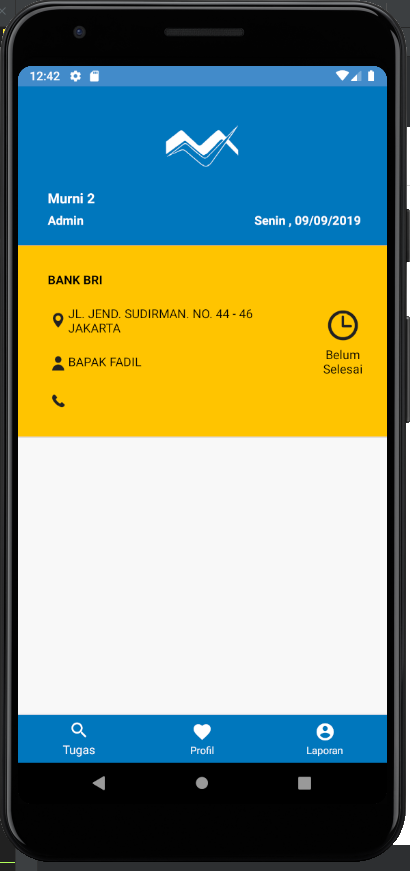 12:42
Murni 2
Admin
Senin , 09/09/2019
BANK BRI
JL. JEND. SUDIRMAN. NO. 44 - 46
JAKARTA
BAPAK FADIL
Belum
Selesai
Tugas
Profil
Laporan